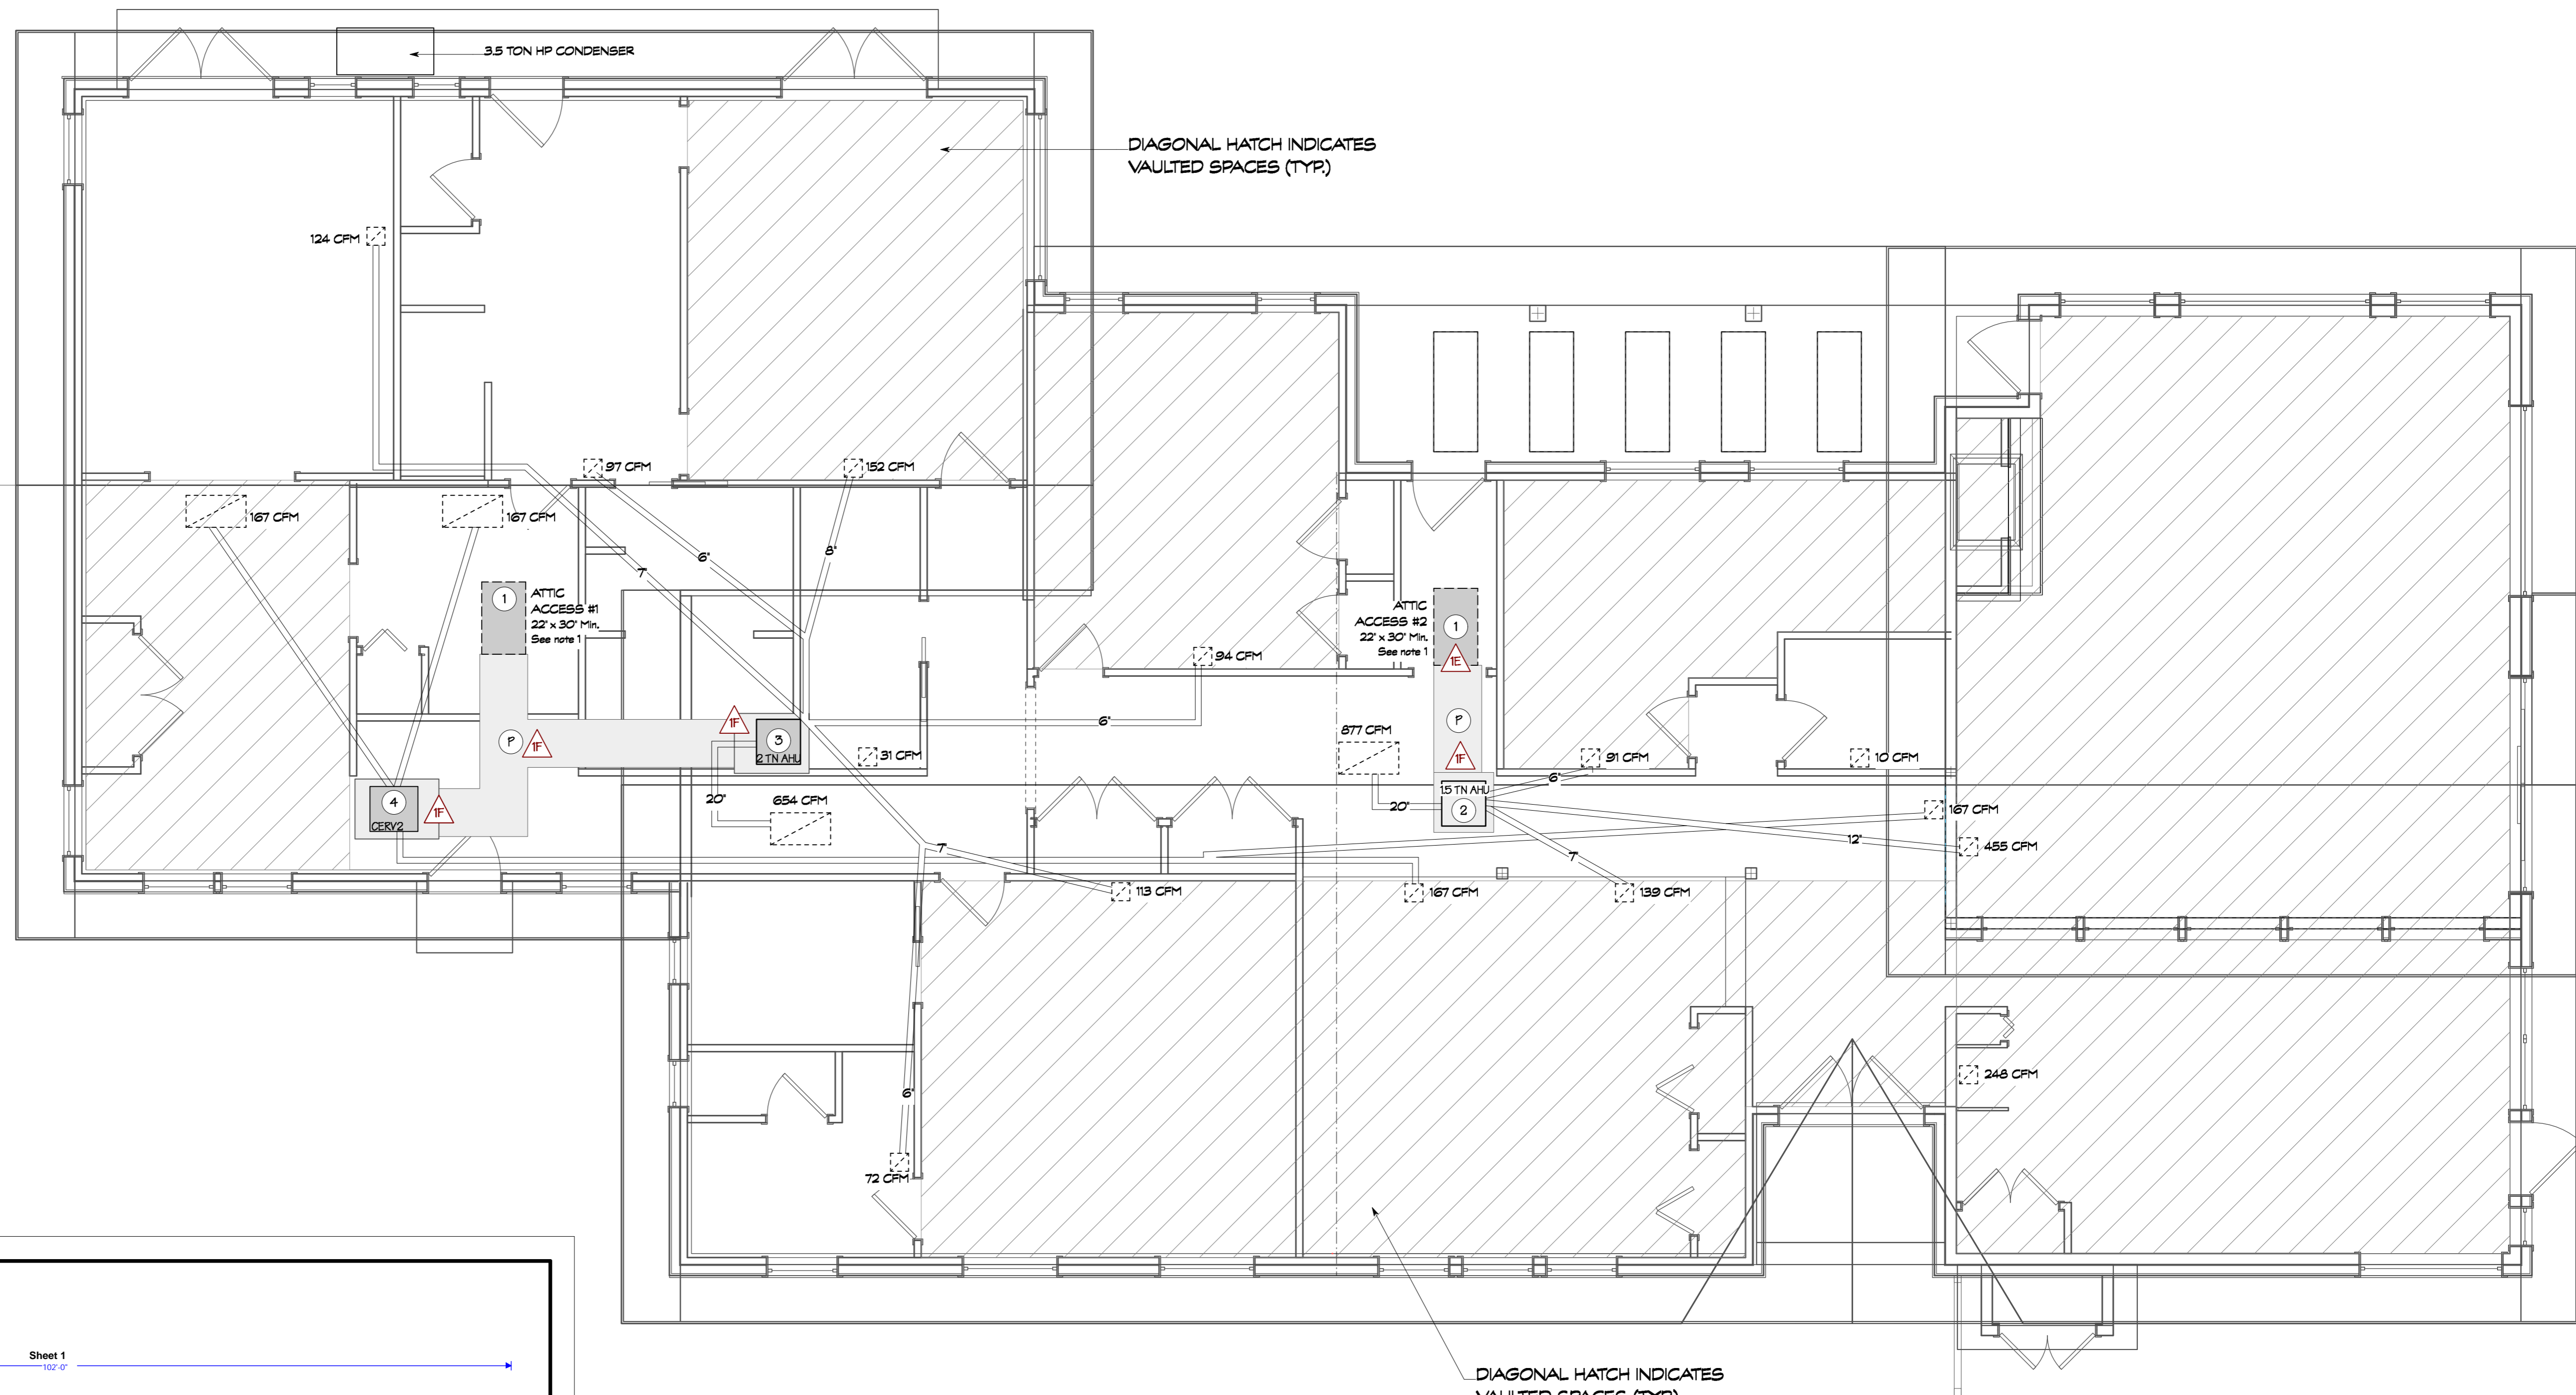 3.5 TON HP CONDENSER
DIAGONAL HATCH INDICATES
VAULTED SPACES (TYP.)
124 CFM
97 CFM
152 CFM
167 CFM
167 CFM
6"
8"
7"
1
ATTIC
ACCESS #1
22" x 30" Min.
See note 1
ATTIC
ACCESS #2
22" x 30" Min.
See note 1
1
1E
94 CFM
P
1F
1F
3
2 TN AHU
31 CFM
6"
P
1F
877 CFM
91 CFM
10 CFM
6"
4
CERV2
1F
20"
654 CFM
20"
1.5 TN AHU
2
167 CFM
12"
455 CFM
7"
7"
113 CFM
167 CFM
139 CFM
6"
72 CFM
248 CFM
Sheet 1
102'-0"
DIAGONAL HATCH INDICATES
VAULTED SPACES (TYP.)